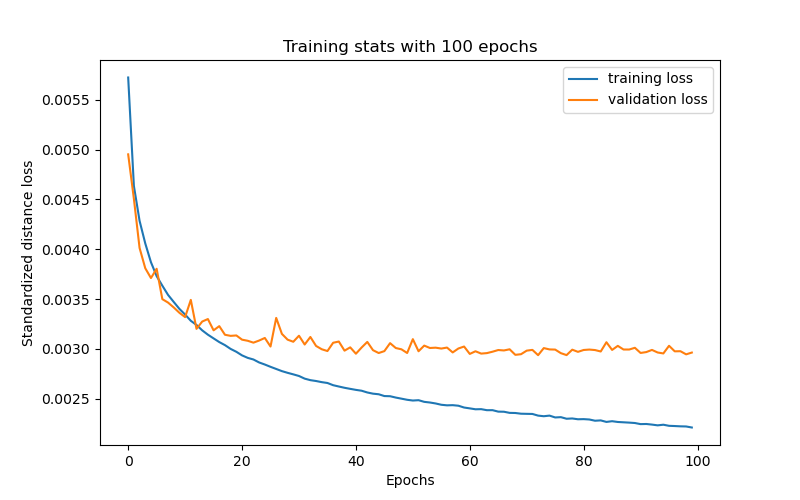 Training stats with 100 epochs
training loss
validation loss
0.0055
0.0050
0.0045
0.0040
0.0035
0.0030
0.0025
Standardized distance loss
0 20 40 60 80 100
Epochs